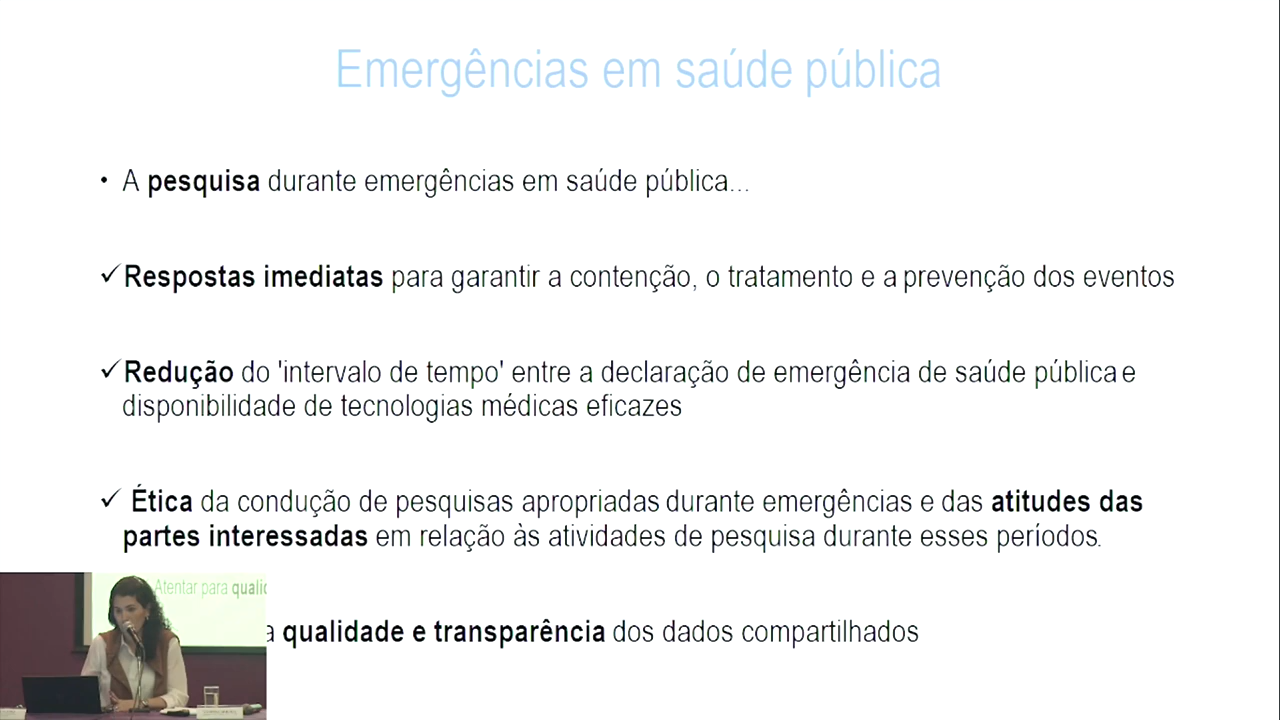 Emergências em saúde pública
• A pesquisa durante emergências em saúde pública...
✓Respostas imediatas para garantir a contenção, o tratamento e a prevenção dos eventos
✓Redução do 'intervalo de tempo' entre a declaração de emergência de saúde pública e
disponibilidade de tecnologias médicas eficazes
✓ Ética da condução de pesquisas apropriadas durante emergências e das atitudes das
partes interessadas em relação às atividades de pesquisa durante esses períodos.
Atentar para qualid
a qualidade e transparência dos dados compartilhados